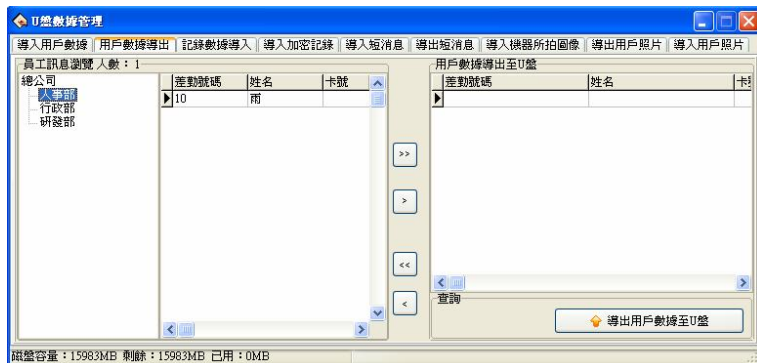 U盤數據管理
導入用戶數據 用戶數據導出 記錄數據導入 導入加密記錄 導入短消息 導出短消息 導入機器所拍圖像 導出用戶照片 導入用戶照片
員工訊息瀏覽 人數：1
用戶數據導出至U盤
總公司
人事部
行政部
研發部
差勤號碼 姓名 卡號
10 雨
差勤號碼 姓名
>>
>
<<
<
查詢
導出用戶數據至U盤
磁盤容量：15983MB 剩餘：15983MB 已用：0MB